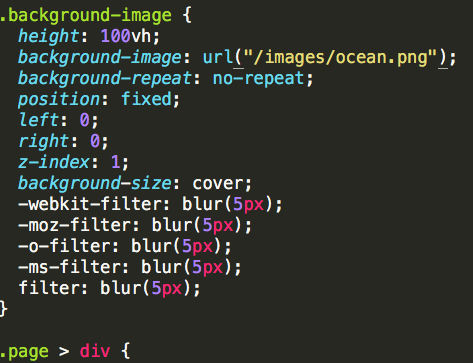 .background-image {
  height: 100vh;
  background-image: url("/images/ocean.png");
  background-repeat: no-repeat;
  position: fixed;
  left: 0;
  right: 0;
  z-index: 1;
  background-size: cover;
  -webkit-filter: blur(5px);
  -moz-filter: blur(5px);
  -o-filter: blur(5px);
  -ms-filter: blur(5px);
  filter: blur(5px);
}

.page > div {